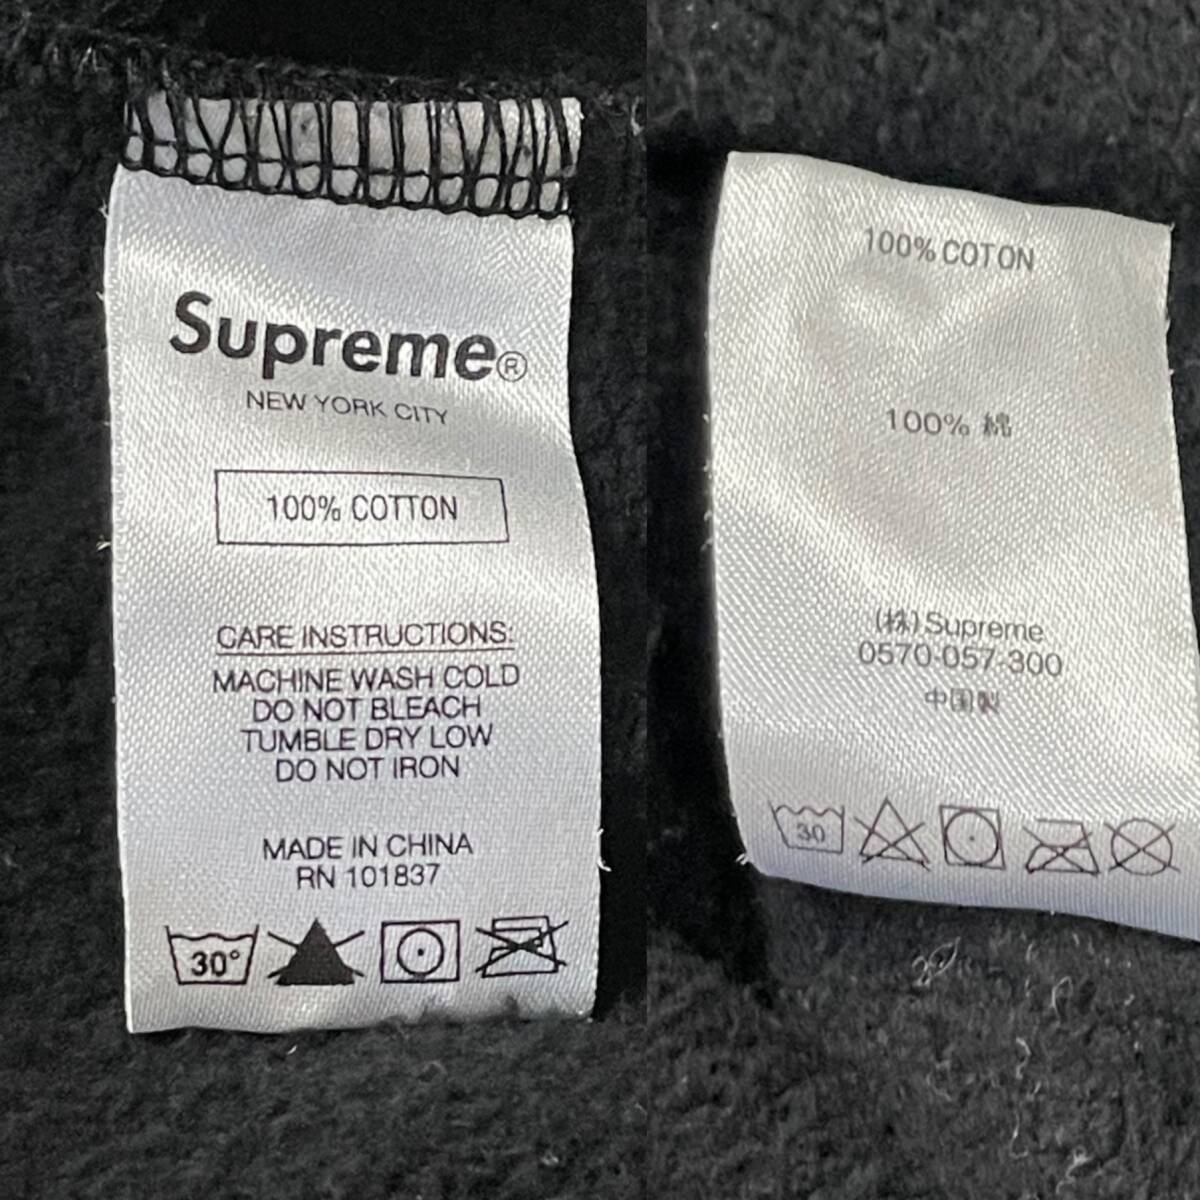 Supreme®
NEW YORK CITY
100% COTTON
CARE INSTRUCTIONS:
MACHINE WASH COLD
DO NOT BLEACH
TUMBLE DRY LOW
DO NOT IRON
MADE IN CHINA
RN 101837
30°
100% COTON
100% 綿
(株)Supreme
0570-057-300
中国製
30